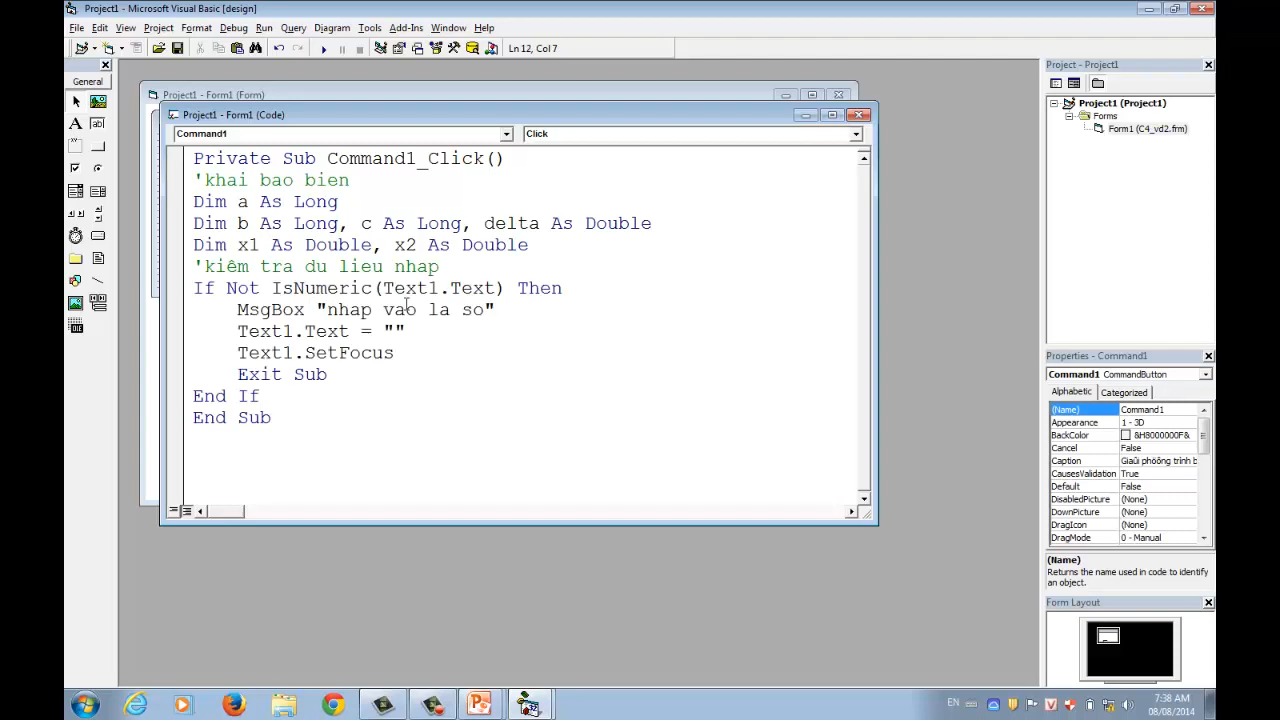 Project1 - Microsoft Visual Basic [design]
File Edit View Project Format Debug Run Query Diagram Tools Add-Ins Window Help
Ln 12, Col 7
General
Project1 - Form1 (Form)
Project1 - Form1 (Code)
Command1 Click
Private Sub Command1_Click()
'khai bao bien
Dim a As Long
Dim b As Long, c As Long, delta As Double
Dim x1 As Double, x2 As Double
'kiêm tra du lieu nhap
If Not IsNumeric(Text1.Text) Then
MsgBox "nhap vao la so"
Text1.Text = ""
Text1.SetFocus
Exit Sub
End If
End Sub
Project - Project1
Project1 (Project1)
Forms
Form1 (C4_vd2.frm)
Properties - Command1
Command1 CommandButton
Alphabetic Categorized
(Name) Command1
Appearance 1 - 3D
BackColor &H8000000F&
Cancel False
Caption Giaûi phöông trình b
CausesValidation True
Default False
DisabledPicture (None)
DownPicture (None)
DragIcon (None)
DragMode 0 - Manual
(Name)
Returns the name used in code to identify
an object.
Form Layout
EN
7:38 AM
08/08/2014